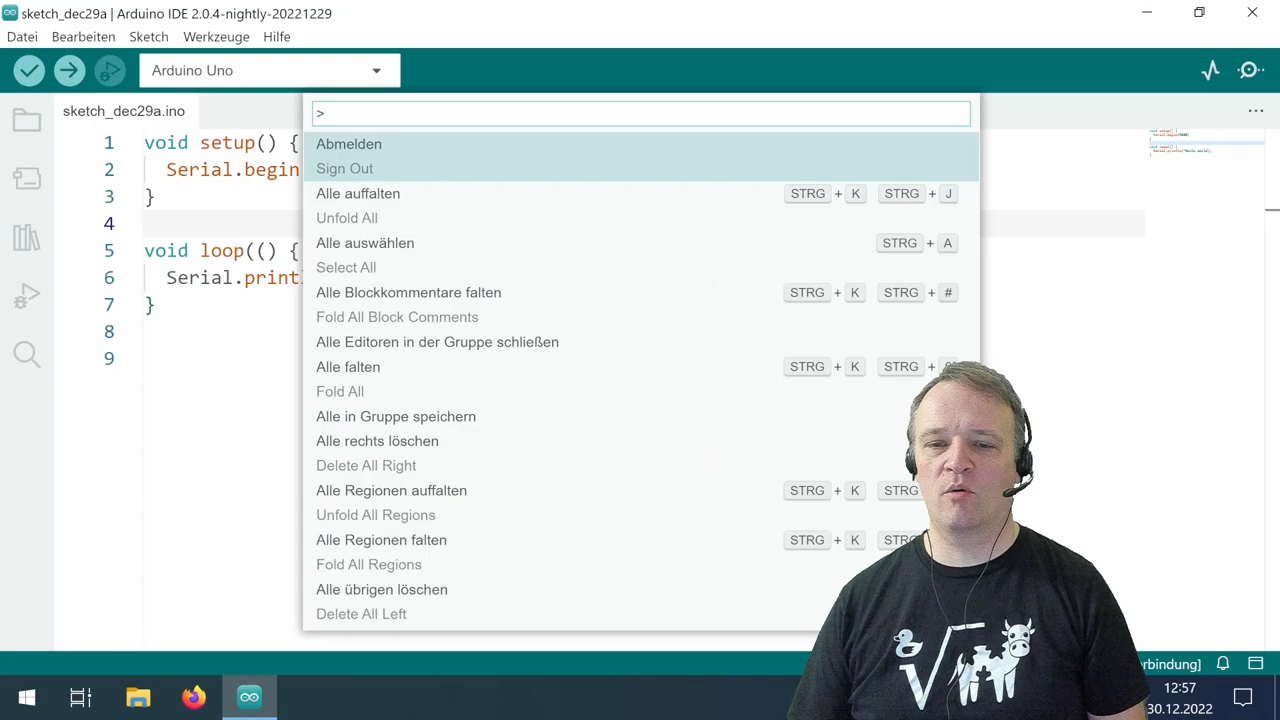 sketch_dec29a | Arduino IDE 2.0.4-nightly-20221229
Datei Bearbeiten Sketch Werkzeuge Hilfe
Arduino Uno
sketch_dec29a.ino
>
1 void setup() {
2 Serial.begin
3 }
4
5 void loop(() {
6 Serial.printl
7 }
8
9
Abmelden
Sign Out
Alle auffalten STRG + K STRG + J
Unfold All
Alle auswählen STRG + A
Select All
Alle Blockkommentare falten STRG + K STRG + #
Fold All Block Comments
Alle Editoren in der Gruppe schließen
Alle falten STRG + K STRG +
Fold All
Alle in Gruppe speichern
Alle rechts löschen
Delete All Right
Alle Regionen auffalten STRG + K STRG
Unfold All Regions
Alle Regionen falten STRG + K STRG
Fold All Regions
Alle übrigen löschen
Delete All Left
rbindung]
12:57
30.12.2022